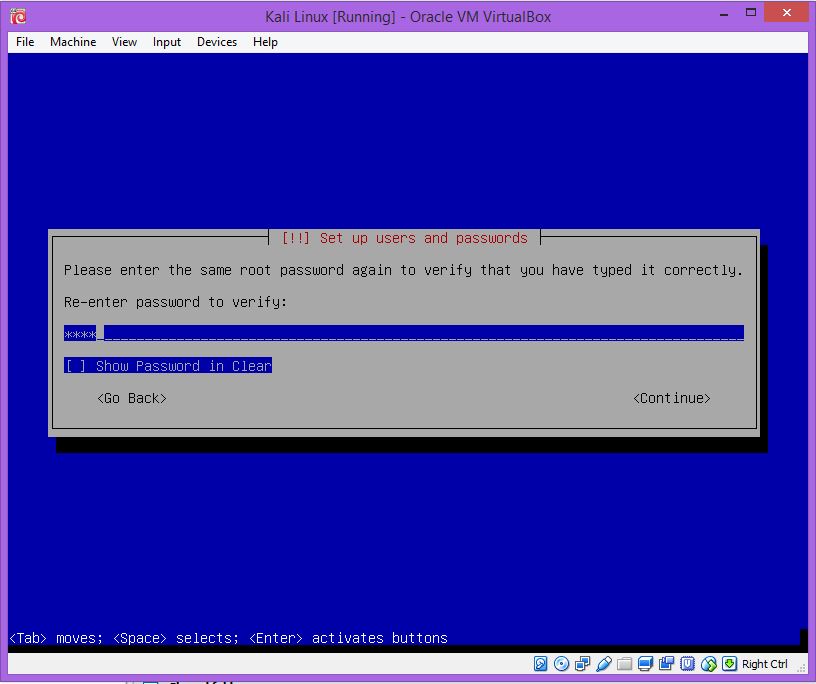 Kali Linux [Running] - Oracle VM VirtualBox
File Machine View Input Devices Help
[!!] Set up users and passwords
Please enter the same root password again to verify that you have typed it correctly.
Re-enter password to verify:
****
[ ] Show Password in Clear
<Go Back> <Continue>
<Tab> moves; <Space> selects; <Enter> activates buttons
Right Ctrl